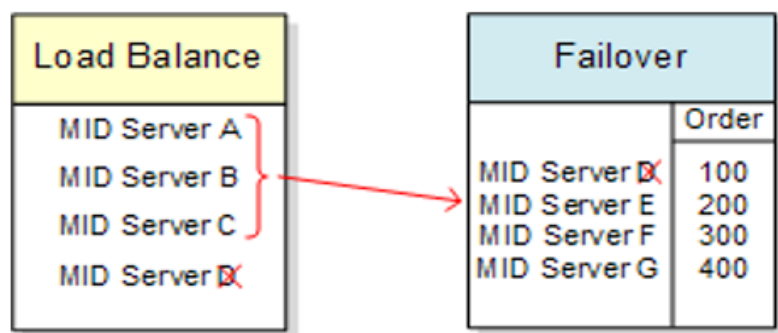 Load Balance
MID Server A
MID Server B
MID Server C
MID Server D
Failover
Order
MID Server D 100
MID Server E 200
MID Server F 300
MID Server G 400